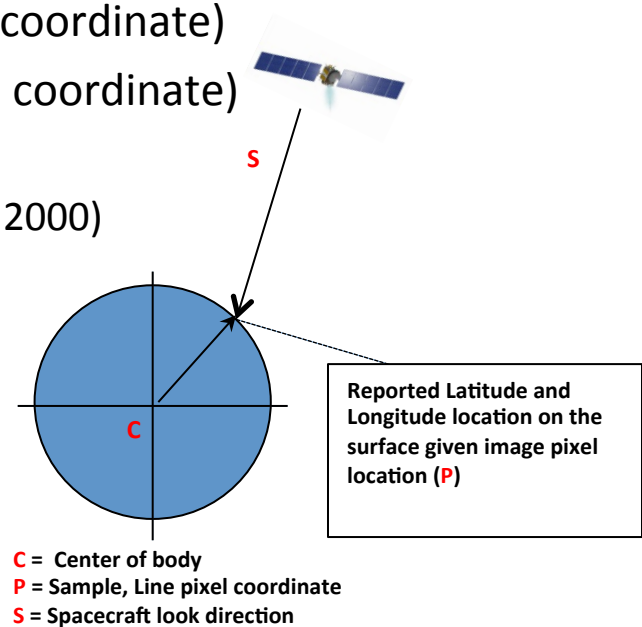 coordinate)
coordinate)
S
2000)
Reported Latitude and
Longitude location on the
surface given image pixel
location (P)
C
C = Center of body
P = Sample, Line pixel coordinate
S = Spacecraft look direction